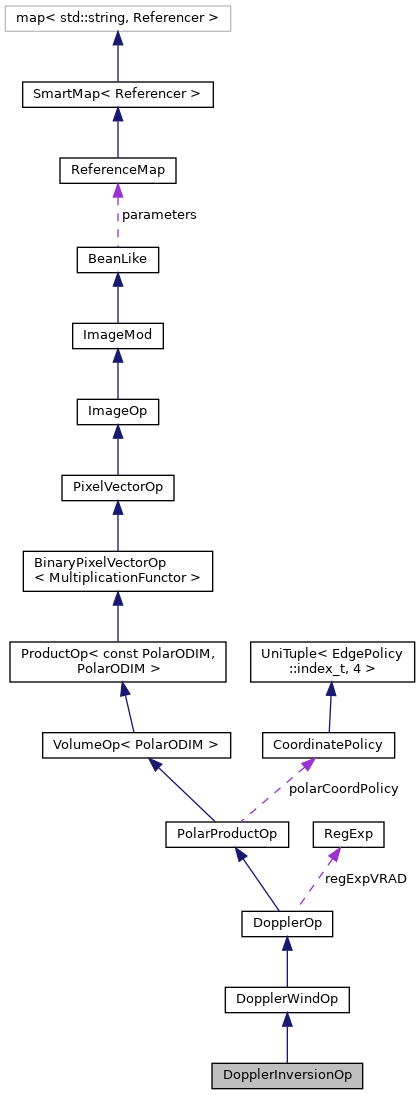 map< std::string, Referencer >
SmartMap< Referencer >
ReferenceMap
parameters
BeanLike
ImageMod
ImageOp
PixelVectorOp
BinaryPixelVectorOp
< MultiplicationFunctor >
ProductOp< const PolarODIM,
PolarODIM >
UniTuple< EdgePolicy
::index_t, 4 >
VolumeOp< PolarODIM >
CoordinatePolicy
polarCoordPolicy
PolarProductOp
RegExp
regExpVRAD
DopplerOp
DopplerWindOp
DopplerInversionOp